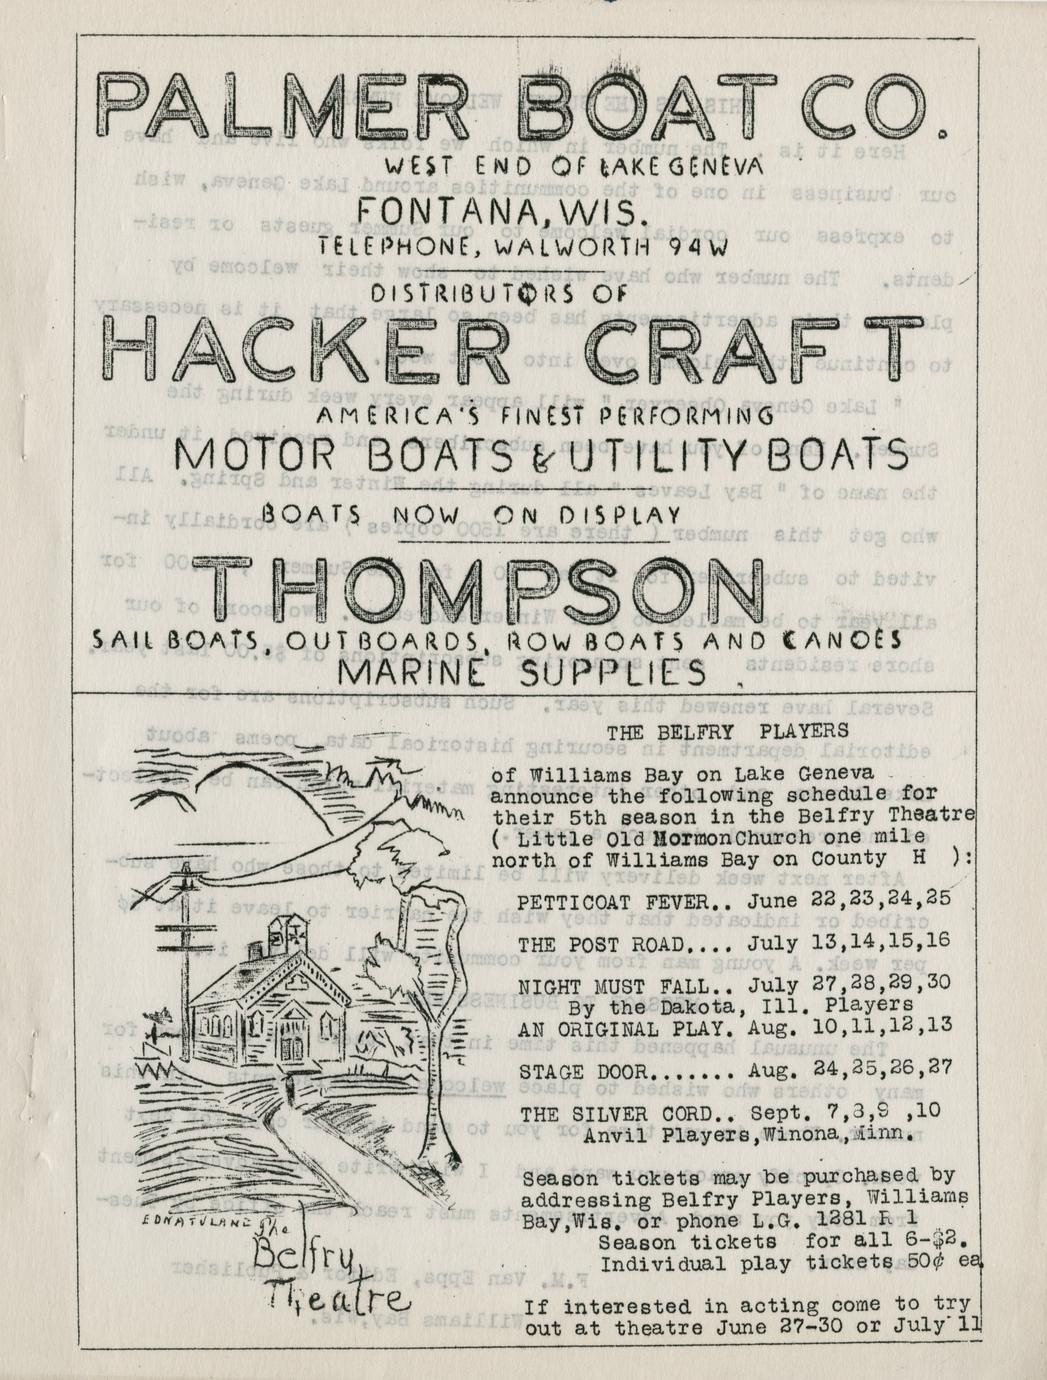 PALMER BOAT CO.
WEST END OF LAKE GENEVA
FONTANA, WIS.
TELEPHONE, WALWORTH 94W
DISTRIBUTORS OF
HACKER CRAFT
AMERICA'S FINEST PERFORMING
MOTOR BOATS & UTILITY BOATS
BOATS NOW ON DISPLAY
THOMPSON
SAIL BOATS, OUTBOARDS, ROW BOATS AND CANOES
MARINE SUPPLIES
THE BELFRY PLAYERS
of Williams Bay on Lake Geneva
announce the following schedule for
their 5th season in the Belfry Theatre
( Little Old MormonChurch one mile
north of Williams Bay on County H ):
PETTICOAT FEVER.. June 22,23,24,25
THE POST ROAD.... July 13,14,15,16
NIGHT MUST FALL.. July 27,28,29,30
By the Dakota, Ill. Players
AN ORIGINAL PLAY. Aug. 10,11,12,13
STAGE DOOR....... Aug. 24,25,26,27
THE SILVER CORD.. Sept. 7,8,9 ,10
Anvil Players,Winona,Minn.
Season tickets may be purchased by
addressing Belfry Players, Williams
Bay,Wis. or phone L.G. 1281 R 1
Season tickets for all 6-$2.
Individual play tickets 50¢ ea
If interested in acting come to try
out at theatre June 27-30 or July 11
The
Belfry
Theatre